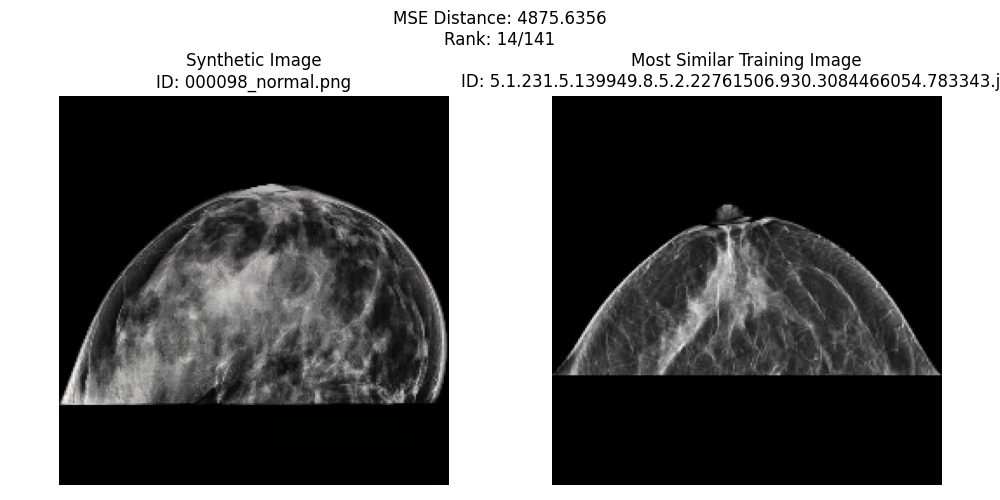 MSE Distance: 4875.6356
Rank: 14/141
Synthetic Image
ID: 000098_normal.png
Most Similar Training Image
ID: 5.1.231.5.139949.8.5.2.22761506.930.3084466054.783343.j